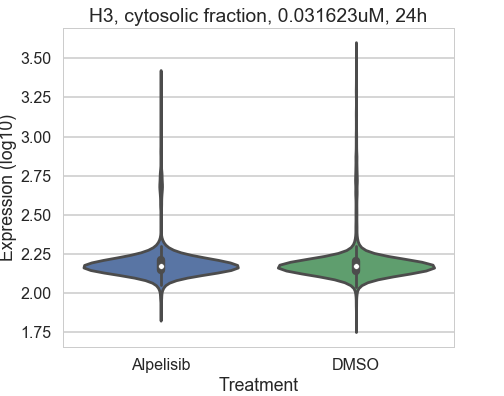 H3, cytosolic fraction, 0.031623uM, 24h
Expression (log10)
3.50
3.25
3.00
2.75
2.50
2.25
2.00
1.75
Alpelisib
DMSO
Treatment